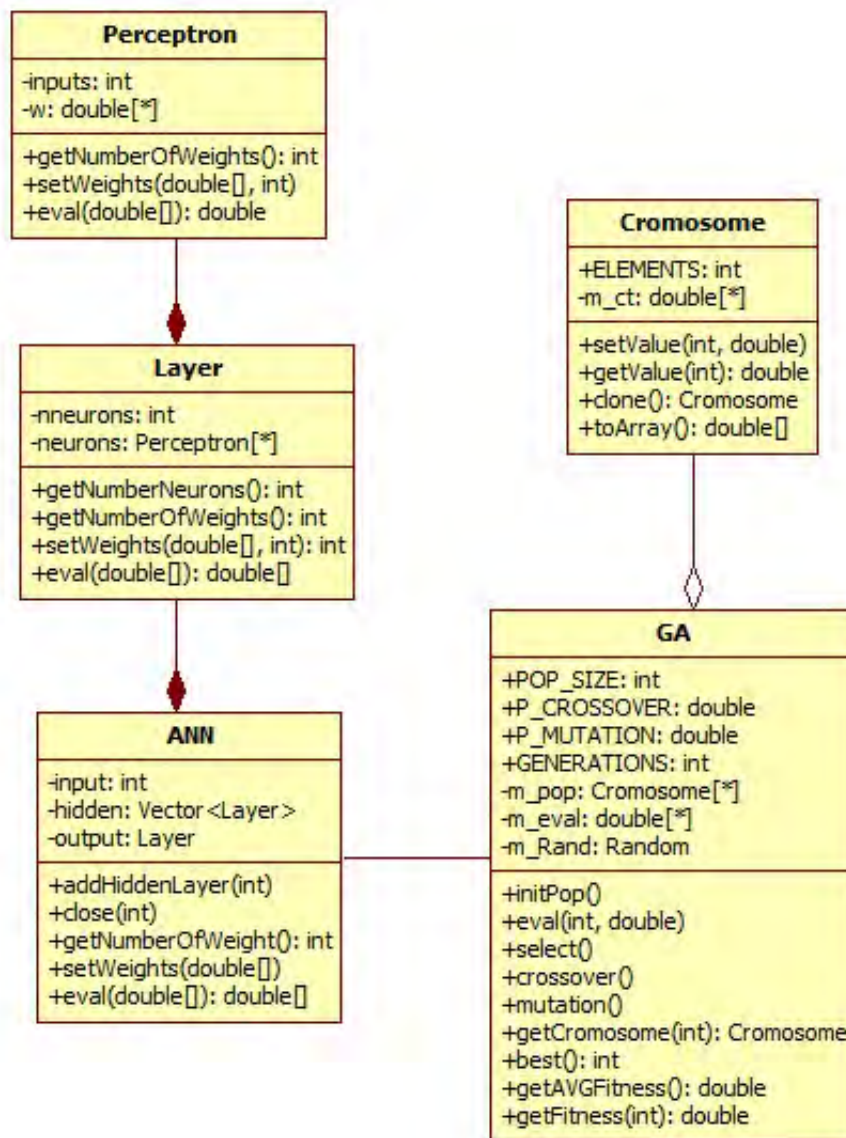 Perceptron
-inputs: int
-w: double[*]
+getNumberOfWeights(): int
+setWeights(double[], int)
+eval(double[]): double
Layer
-nneurons: int
-neurons: Perceptron[*]
+getNumberNeurons(): int
+getNumberOfWeights(): int
+setWeights(double[], int): int
+eval(double[]): double[]
ANN
-input: int
-hidden: Vector<Layer>
-output: Layer
+addHiddenLayer(int)
+close(int)
+getNumberOfWeight(): int
+setWeights(double[])
+eval(double[]): double[]
Cromosome
+ELEMENTS: int
-m_ct: double[*]
+setValue(int, double)
+getValue(int): double
+clone(): Cromosome
+toArray(): double[]
GA
+POP_SIZE: int
+P_CROSSOVER: double
+P_MUTATION: double
+GENERATIONS: int
-m_pop: Cromosome[*]
-m_eval: double[*]
-m_Rand: Random
+initPop()
+eval(int, double)
+select()
+crossover()
+mutation()
+getCromosome(int): Cromosome
+best(): int
+getAVGFitness(): double
+getFitness(int): double